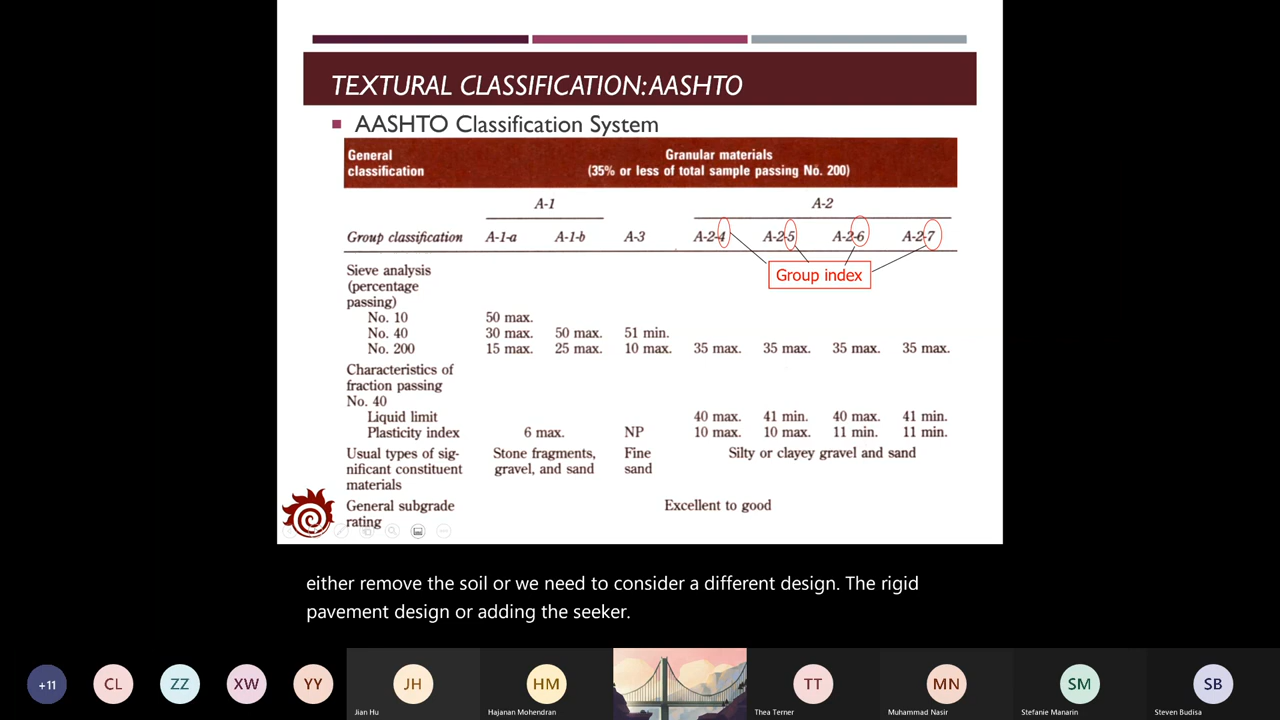 TEXTURAL CLASSIFICATION: AASHTO
AASHTO Classification System
General classification
Granular materials
(35% or less of total sample passing No. 200)
A-1
A-2
Group classification A-1-a A-1-b A-3 A-2-4 A-2-5 A-2-6 A-2-7
Group index
Sieve analysis
(percentage
passing)
No. 10 50 max.
No. 40 30 max. 50 max. 51 min.
No. 200 15 max. 25 max. 10 max. 35 max. 35 max. 35 max. 35 max.
Characteristics of
fraction passing
No. 40
Liquid limit 40 max. 41 min. 40 max. 41 min.
Plasticity index 6 max. NP 10 max. 10 max. 11 min. 11 min.
Usual types of sig- Stone fragments, Fine Silty or clayey gravel and sand
nificant constituent gravel, and sand sand
materials
General subgrade Excellent to good
rating
either remove the soil or we need to consider a different design. The rigid
pavement design or adding the seeker.
+11 CL ZZ XW YY JH HM TT MN SM SB
Jian Hu Hajanan Mohendran Thea Terner Muhammad Nasir Stefanie Manarin Steven Budisa